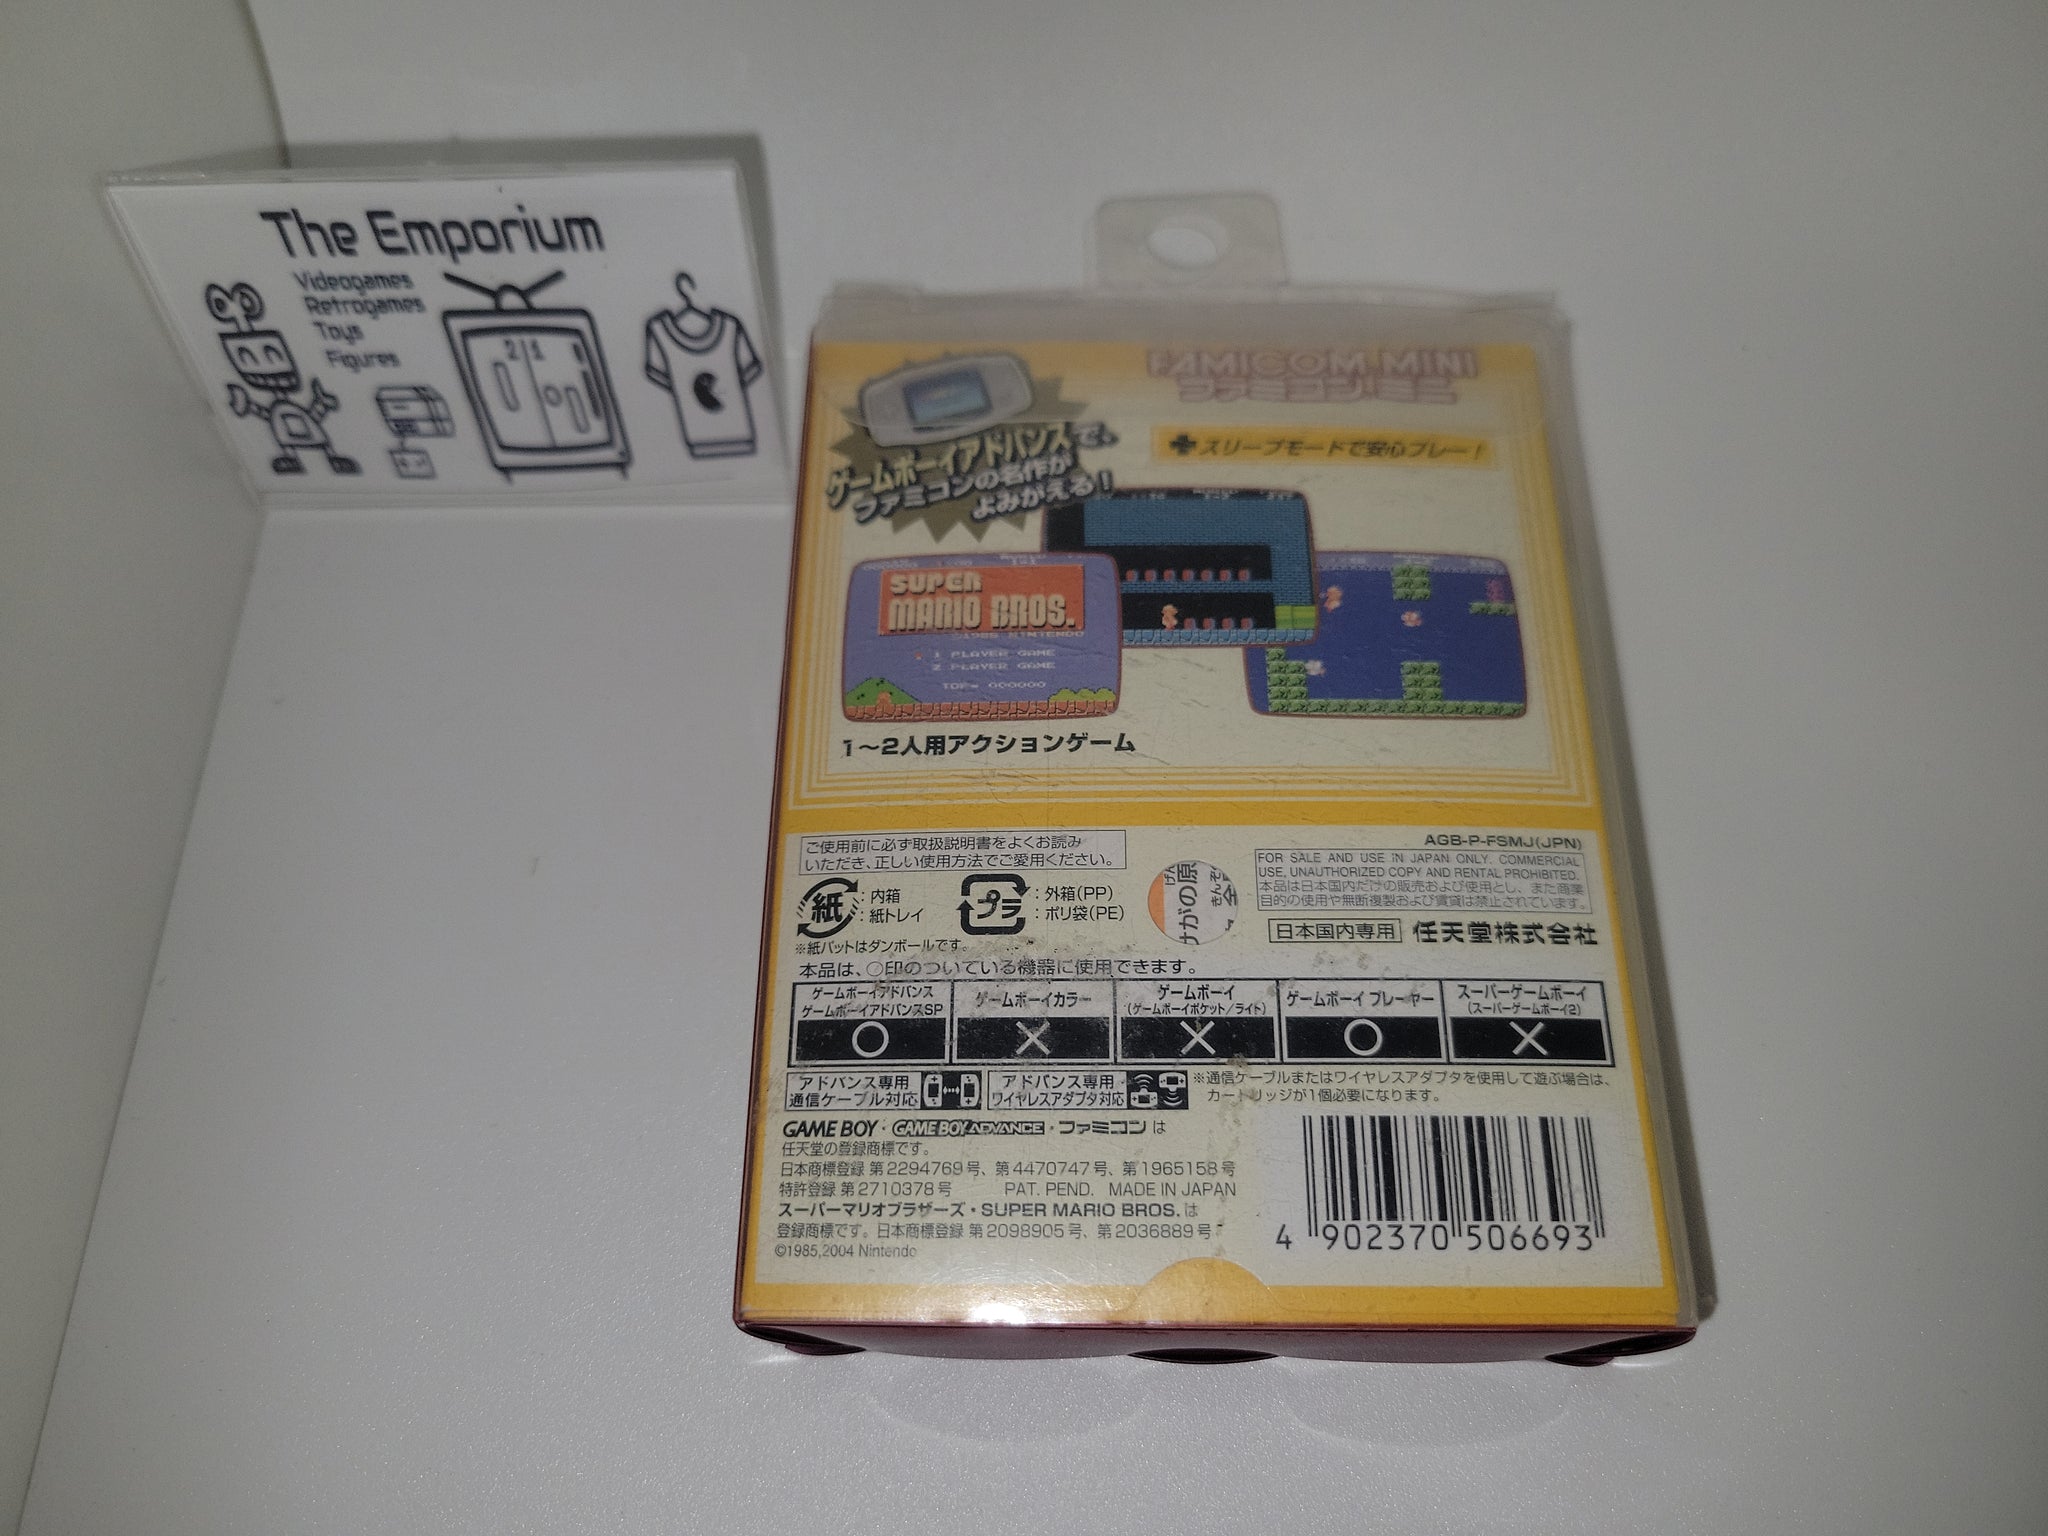 The Emporium
Videogames
Retrogames
Toys
Figures
2 1
FAMICOM MINI
ファミコンミニ
ゲームボーイアドバンスで、
ファミコンの名作が
よみがえる!
スリープモードで安心プレー!
SUPER
MARIO BROS.
©1985 NINTENDO
1 PLAYER GAME
2 PLAYER GAME
TOP- 000000
1〜2人用アクションゲーム
ご使用前に必ず取扱説明書をよくお読み
いただき、正しい使用方法でご愛用ください。
紙:内箱
:紙トレイ
プラ:外箱(PP)
:ポリ袋(PE)
※紙パットはダンボールです。
AGB-P-FSMJ(JPN)
FOR SALE AND USE IN JAPAN ONLY. COMMERCIAL
USE, UNAUTHORIZED COPY AND RENTAL PROHIBITED.
本品は日本国内だけの販売および使用とし、また商業
目的の使用や無断複製および賃貸は禁止されています。
日本国内専用 任天堂株式会社
本品は、○印のついている機器に使用できます。
ゲームボーイアドバンス
ゲームボーイアドバンスSP
○
ゲームボーイカラー
×
ゲームボーイ
(ゲームボーイポケット/ライト)
×
ゲームボーイ プレーヤー
○
スーパーゲームボーイ
(スーパーゲームボーイ2)
×
アドバンス専用
通信ケーブル対応
アドバンス専用
ワイヤレスアダプタ対応
※通信ケーブルまたはワイヤレスアダプタを使用して遊ぶ場合は、
カートリッジが1個必要になります。
GAME BOY・GAME BOY ADVANCE・ファミコンは
任天堂の登録商標です。
日本商標登録 第2294769号、第4470747号、第1965158号
特許登録 第2710378号 PAT. PEND. MADE IN JAPAN
スーパーマリオブラザーズ・SUPER MARIO BROS.は
登録商標です。日本商標登録 第2098905号、第2036889号
©1985,2004 Nintendo
4 902370 506693